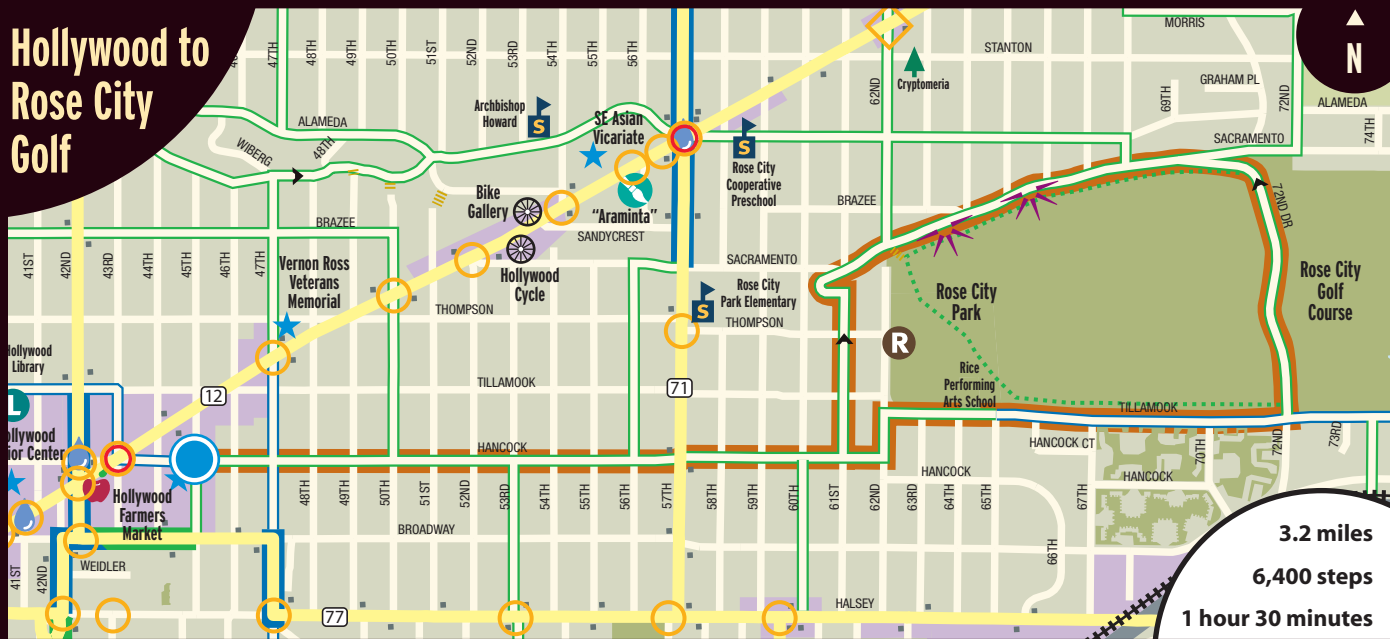 Hollywood to
Rose City
Golf
N
MORRIS
STANTON
GRAHAM PL
ALAMEDA
SACRAMENTO
62ND
69TH
72ND
74TH
Cryptomeria
47TH
48TH
49TH
50TH
51ST
52ND
53RD
54TH
55TH
56TH
Archbishop
Howard
S
SE Asian
Vicariate
S
Rose City
Cooperative
Preschool
ALAMEDA
WIBERG
48TH
BRAZEE
Bike
Gallery
"Araminta"
SANDYCREST
BRAZEE
72ND DR
41ST
42ND
43RD
44TH
45TH
46TH
47TH
Vernon Ross
Veterans
Memorial
Hollywood
Cycle
SACRAMENTO
Rose City
Park Elementary
S
THOMPSON
THOMPSON
Rose City
Park
Rose City
Golf
Course
R
Rice
Performing
Arts School
Hollywood
Library
L
12
TILLAMOOK
71
TILLAMOOK
HANCOCK
HANCOCK CT
HANCOCK
HANCOCK
70TH
72ND
73RD
Hollywood
Farmers
Market
48TH
49TH
50TH
51ST
52ND
53RD
54TH
55TH
56TH
57TH
58TH
59TH
60TH
61ST
62ND
63RD
64TH
65TH
66TH
67TH
BROADWAY
WEIDLER
41ST
42ND
77
HALSEY
3.2 miles
6,400 steps
1 hour 30 minutes